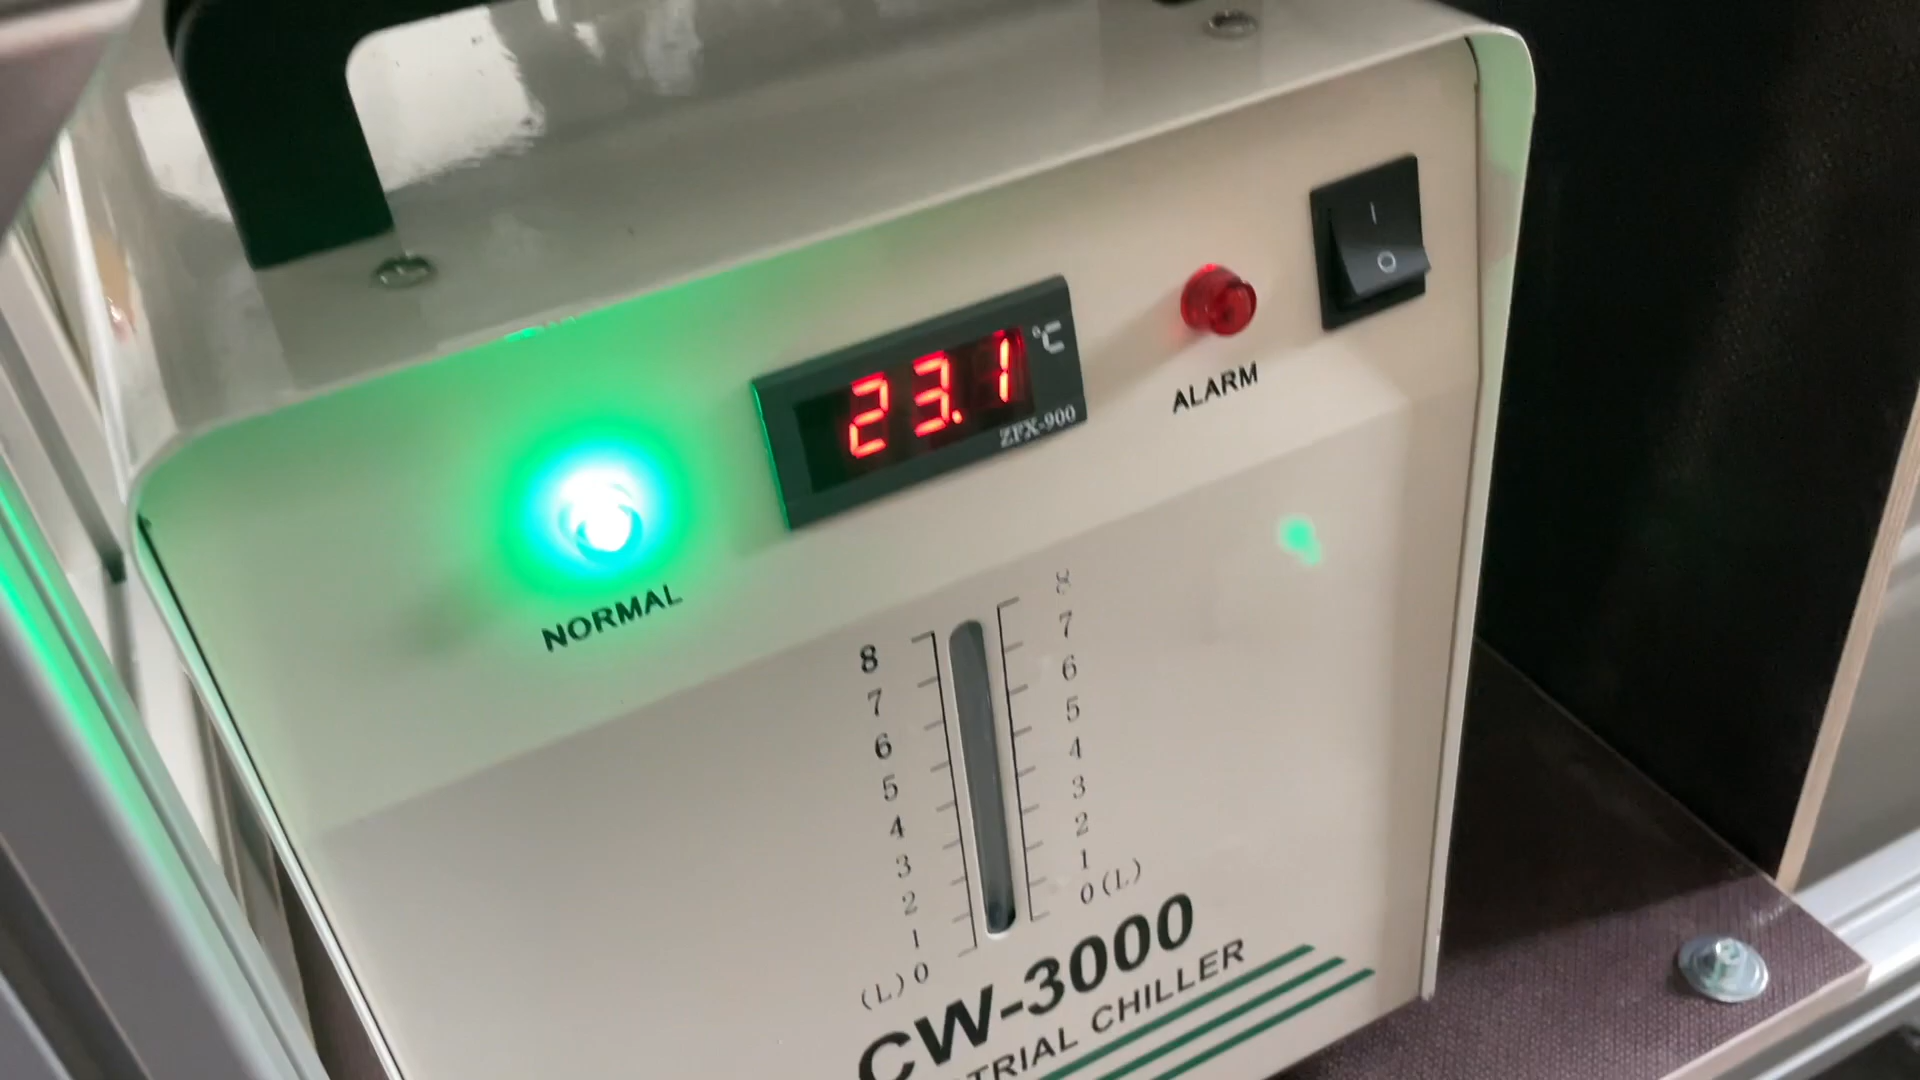 I
O
23.1 °C
ZFX-900
ALARM
NORMAL
8 8
7 7
6 6
5 5
4 4
3 3
2 2
1 1
(L) 0 0 (L)
CW-3000
TRIAL CHILLER